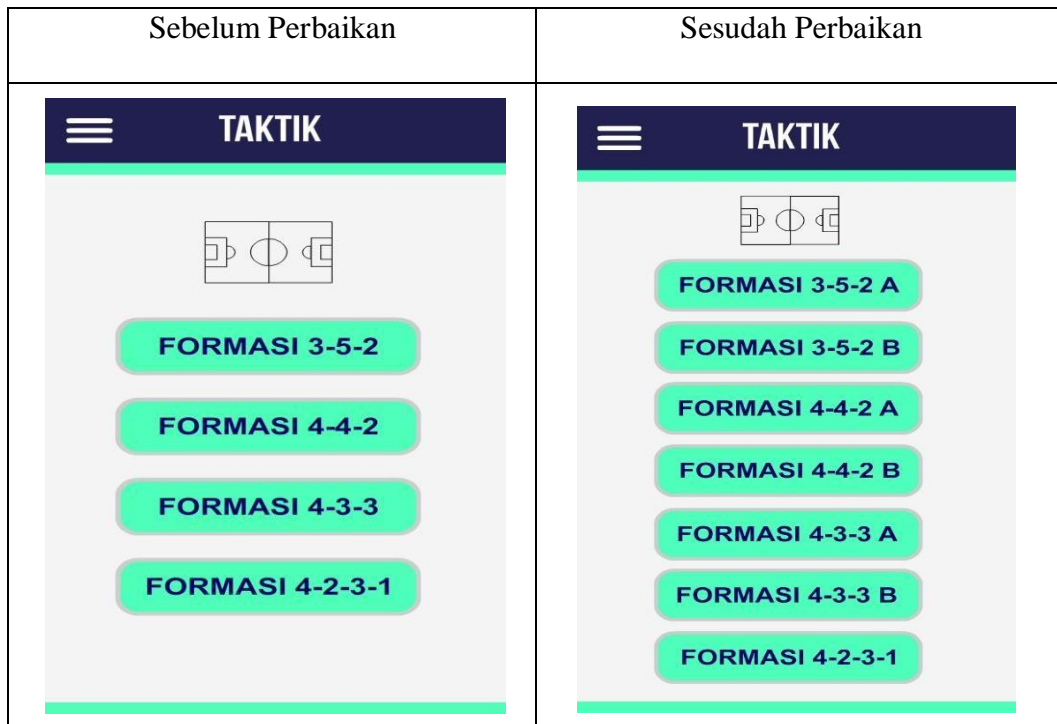 Sebelum Perbaikan
Sesudah Perbaikan
TAKTIK
FORMASI 3-5-2
FORMASI 4-4-2
FORMASI 4-3-3
FORMASI 4-2-3-1
TAKTIK
FORMASI 3-5-2 A
FORMASI 3-5-2 B
FORMASI 4-4-2 A
FORMASI 4-4-2 B
FORMASI 4-3-3 A
FORMASI 4-3-3 B
FORMASI 4-2-3-1